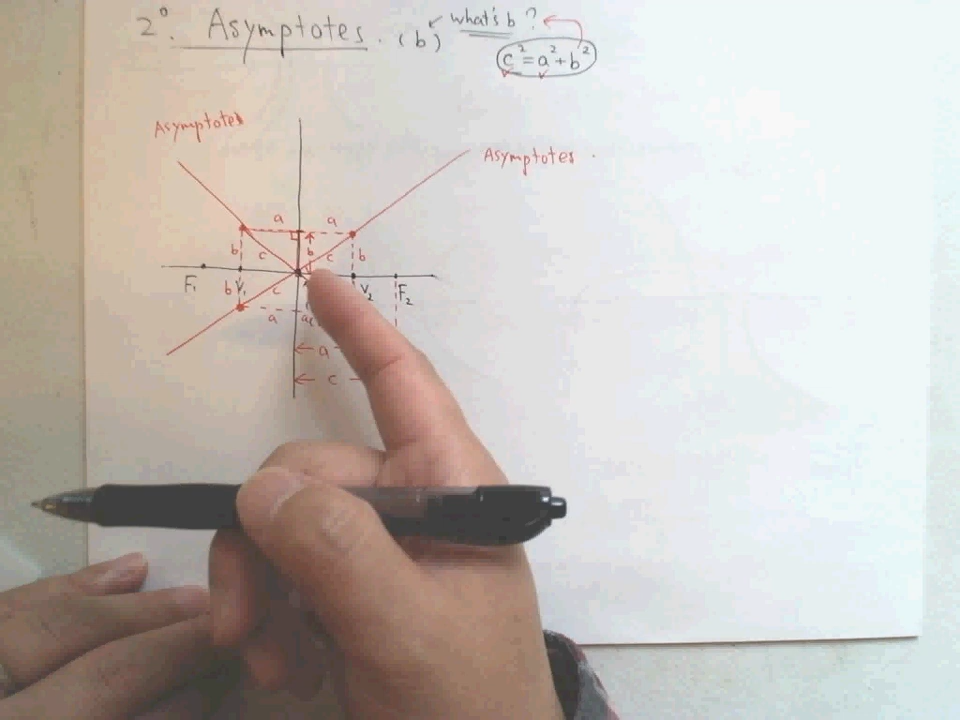 2°. Asymptotes. (b) what's b?
c² = a² + b²
Asymptotes
Asymptotes.
a a
b c b c b
F₁ b V₁ c V₂ F₂
a
← a
← c